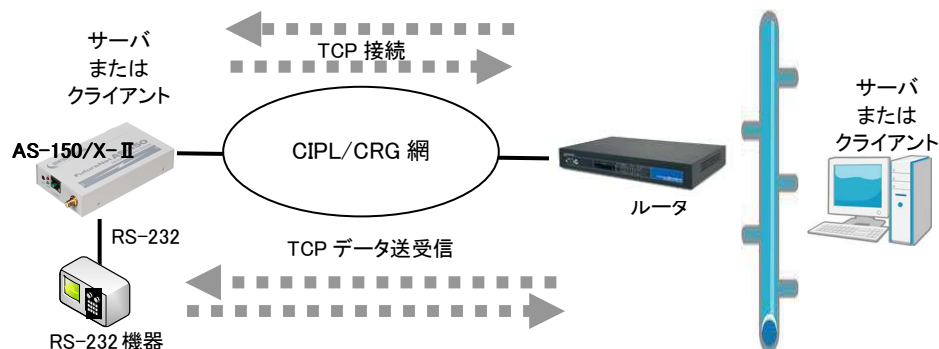 TCP 接続
サーバ
または
クライアント
AS-150/X-Ⅱ
CIPL/CRG 網
ルータ
サーバ
または
クライアント
RS-232
TCP データ送受信
RS-232 機器